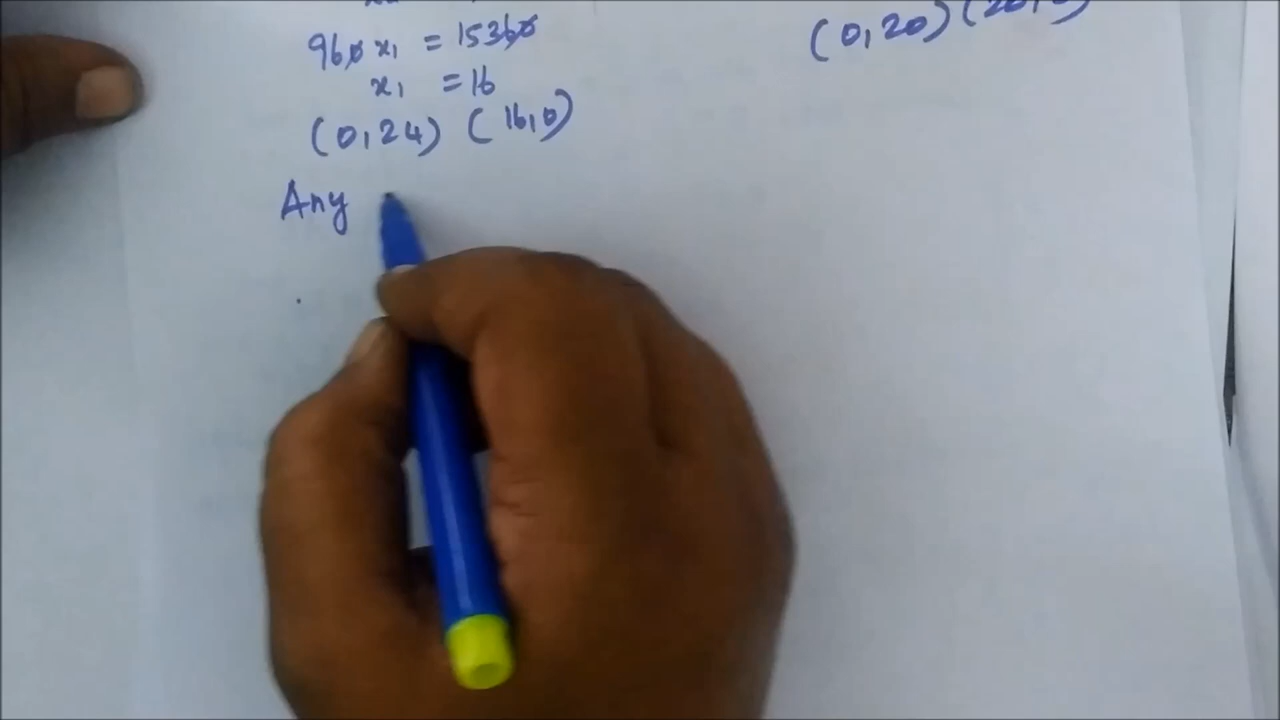 960 x₁ = 15360
x₁ = 16
(0,24) (16,0)
Any
(0,20)